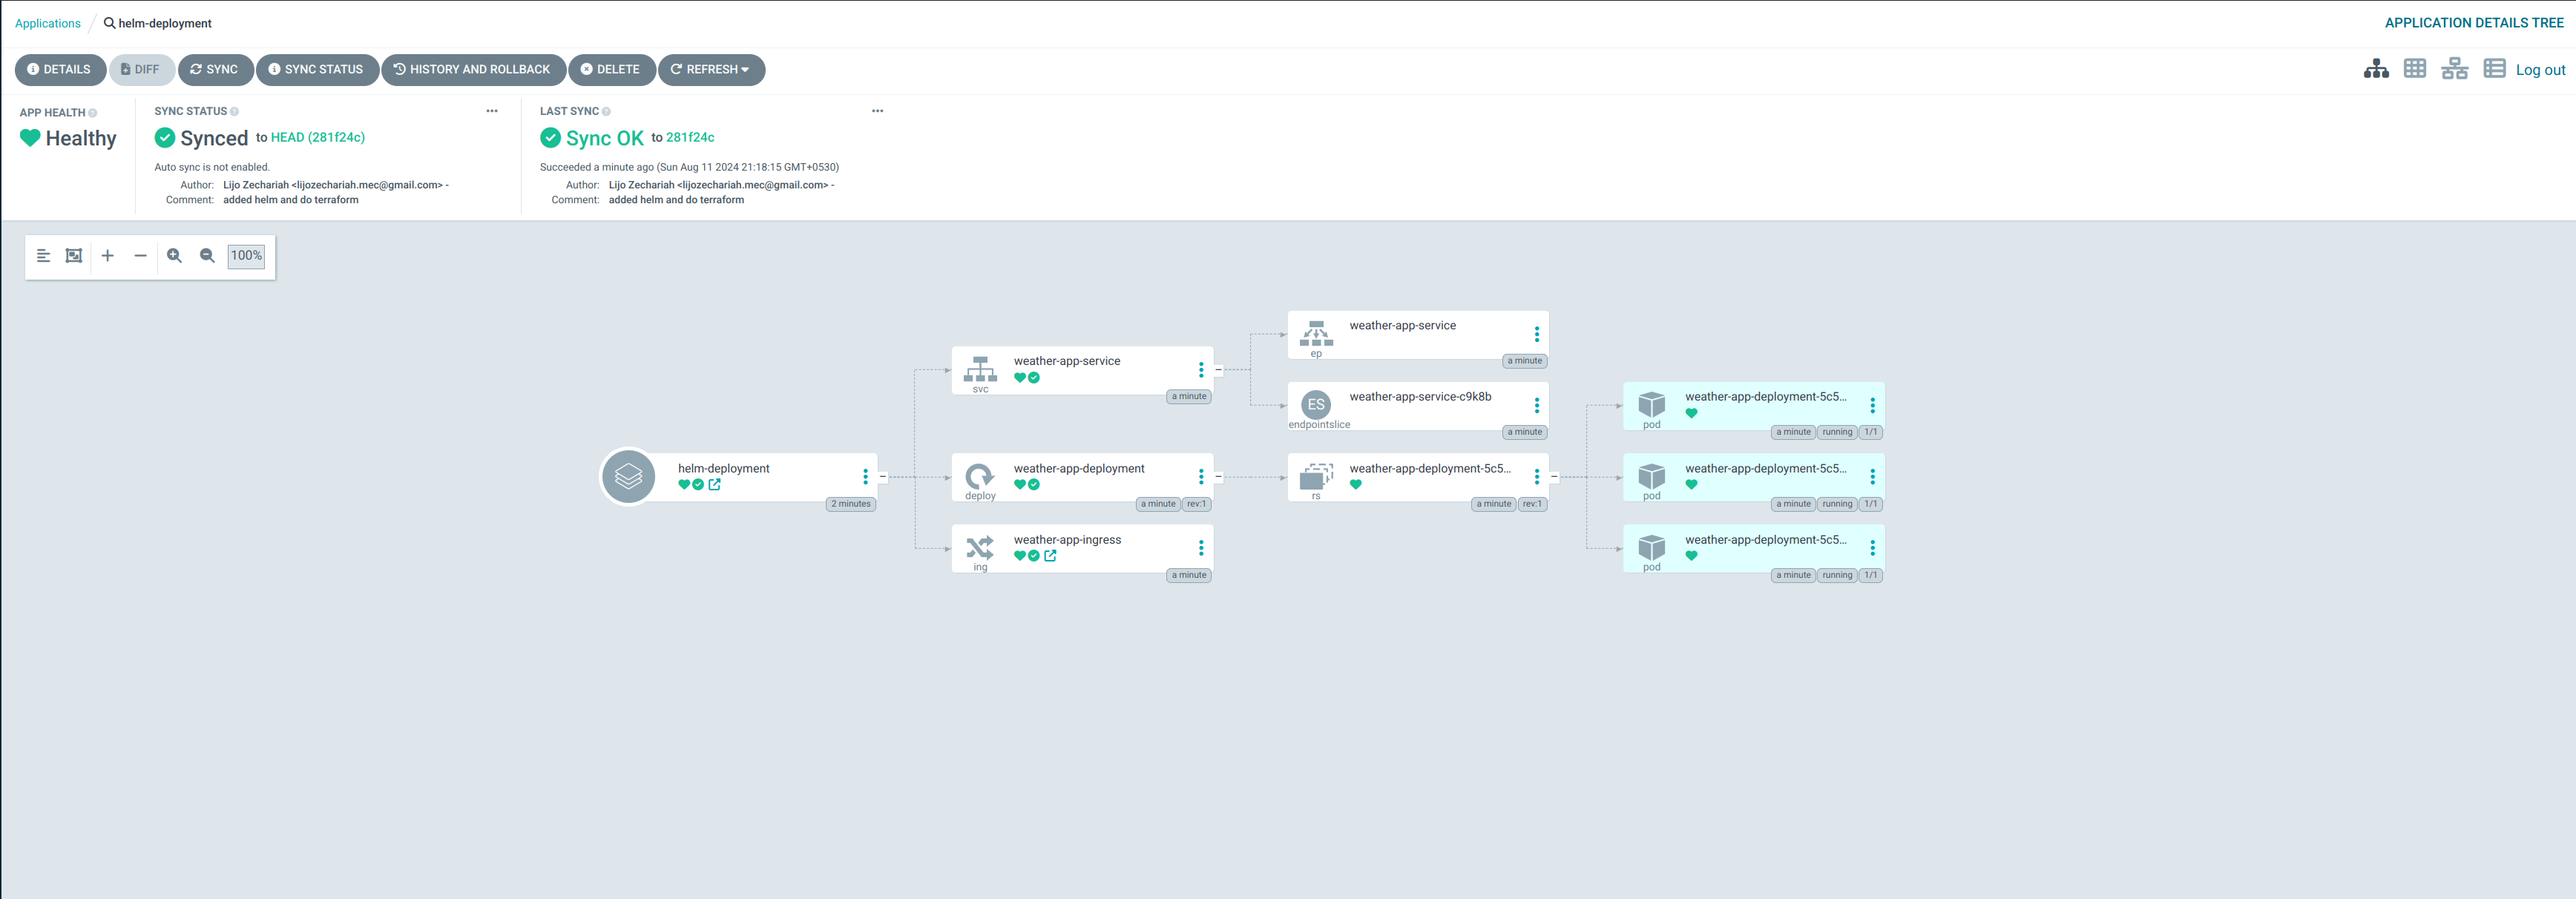 Applications / helm-deployment
APPLICATION DETAILS TREE
DETAILS DIFF SYNC SYNC STATUS HISTORY AND ROLLBACK DELETE REFRESH
Log out
APP HEALTH
Healthy
SYNC STATUS
Synced to HEAD (281f24c)
Auto sync is not enabled.
Author: Lijo Zechariah <lijozechariah.mec@gmail.com> -
Comment: added helm and do terraform
LAST SYNC
Sync OK to 281f24c
Succeeded a minute ago (Sun Aug 11 2024 21:18:15 GMT+0530)
Author: Lijo Zechariah <lijozechariah.mec@gmail.com> -
Comment: added helm and do terraform
100%
helm-deployment
2 minutes
weather-app-service
svc
a minute
weather-app-deployment
deploy
a minute rev:1
weather-app-ingress
ing
a minute
weather-app-service
ep
a minute
ES
weather-app-service-c9k8b
endpointslice
a minute
weather-app-deployment-5c5...
rs
a minute rev:1
weather-app-deployment-5c5...
pod
a minute running 1/1
weather-app-deployment-5c5...
pod
a minute running 1/1
weather-app-deployment-5c5...
pod
a minute running 1/1